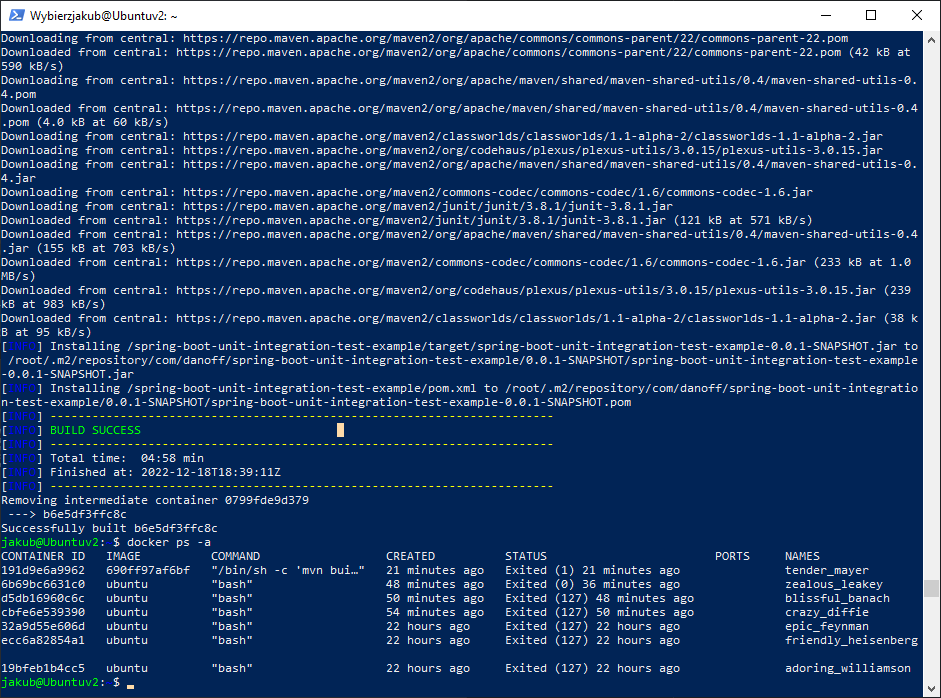 Wybierzjakub@Ubuntuv2: ~
Downloading from central: https://repo.maven.apache.org/maven2/org/apache/commons/commons-parent/22/commons-parent-22.pom
Downloaded from central: https://repo.maven.apache.org/maven2/org/apache/commons/commons-parent/22/commons-parent-22.pom (42 kB at
590 kB/s)
Downloading from central: https://repo.maven.apache.org/maven2/org/apache/maven/shared/maven-shared-utils/0.4/maven-shared-utils-0.
4.pom
Downloaded from central: https://repo.maven.apache.org/maven2/org/apache/maven/shared/maven-shared-utils/0.4/maven-shared-utils-0.4
.pom (4.0 kB at 60 kB/s)
Downloading from central: https://repo.maven.apache.org/maven2/classworlds/classworlds/1.1-alpha-2/classworlds-1.1-alpha-2.jar
Downloading from central: https://repo.maven.apache.org/maven2/org/codehaus/plexus/plexus-utils/3.0.15/plexus-utils-3.0.15.jar
Downloading from central: https://repo.maven.apache.org/maven2/org/apache/maven/shared/maven-shared-utils/0.4/maven-shared-utils-0.
4.jar
Downloading from central: https://repo.maven.apache.org/maven2/commons-codec/commons-codec/1.6/commons-codec-1.6.jar
Downloading from central: https://repo.maven.apache.org/maven2/junit/junit/3.8.1/junit-3.8.1.jar
Downloaded from central: https://repo.maven.apache.org/maven2/junit/junit/3.8.1/junit-3.8.1.jar (121 kB at 571 kB/s)
Downloaded from central: https://repo.maven.apache.org/maven2/org/apache/maven/shared/maven-shared-utils/0.4/maven-shared-utils-0.4
.jar (155 kB at 703 kB/s)
Downloaded from central: https://repo.maven.apache.org/maven2/commons-codec/commons-codec/1.6/commons-codec-1.6.jar (233 kB at 1.0
MB/s)
Downloaded from central: https://repo.maven.apache.org/maven2/org/codehaus/plexus/plexus-utils/3.0.15/plexus-utils-3.0.15.jar (239
kB at 983 kB/s)
Downloaded from central: https://repo.maven.apache.org/maven2/classworlds/classworlds/1.1-alpha-2/classworlds-1.1-alpha-2.jar (38 k
B at 95 kB/s)
[INFO] Installing /spring-boot-unit-integration-test-example/target/spring-boot-unit-integration-test-example-0.0.1-SNAPSHOT.jar to
/root/.m2/repository/com/danoff/spring-boot-unit-integration-test-example/0.0.1-SNAPSHOT/spring-boot-unit-integration-test-example
-0.0.1-SNAPSHOT.jar
[INFO] Installing /spring-boot-unit-integration-test-example/pom.xml to /root/.m2/repository/com/danoff/spring-boot-unit-integratio
n-test-example/0.0.1-SNAPSHOT/spring-boot-unit-integration-test-example-0.0.1-SNAPSHOT.pom
[INFO] ------------------------------------------------------------------------
[INFO] BUILD SUCCESS
[INFO] ------------------------------------------------------------------------
[INFO] Total time:  04:58 min
[INFO] Finished at: 2022-12-18T18:39:11Z
[INFO] ------------------------------------------------------------------------
Removing intermediate container 0799fde9d379
 ---> b6e5df3ffc8c
Successfully built b6e5df3ffc8c
jakub@Ubuntuv2: $ docker ps -a
CONTAINER ID   IMAGE          COMMAND                  CREATED          STATUS                        PORTS     NAMES
191d9e6a9962   690ff97af6bf   "/bin/sh -c 'mvn bui…"   21 minutes ago   Exited (1) 21 minutes ago               tender_mayer
6b69bc6631c0   ubuntu         "bash"                   48 minutes ago   Exited (0) 36 minutes ago               zealous_leakey
d5db16960c6c   ubuntu         "bash"                   50 minutes ago   Exited (127) 48 minutes ago             blissful_banach
cbfe6e539390   ubuntu         "bash"                   54 minutes ago   Exited (127) 50 minutes ago             crazy_diffie
32a9d55e606d   ubuntu         "bash"                   22 hours ago     Exited (127) 22 hours ago               epic_feynman
ecc6a82854a1   ubuntu         "bash"                   22 hours ago     Exited (127) 22 hours ago               friendly_heisenberg
19bfeb1b4cc5   ubuntu         "bash"                   22 hours ago     Exited (127) 22 hours ago               adoring_williamson
jakub@Ubuntuv2: $